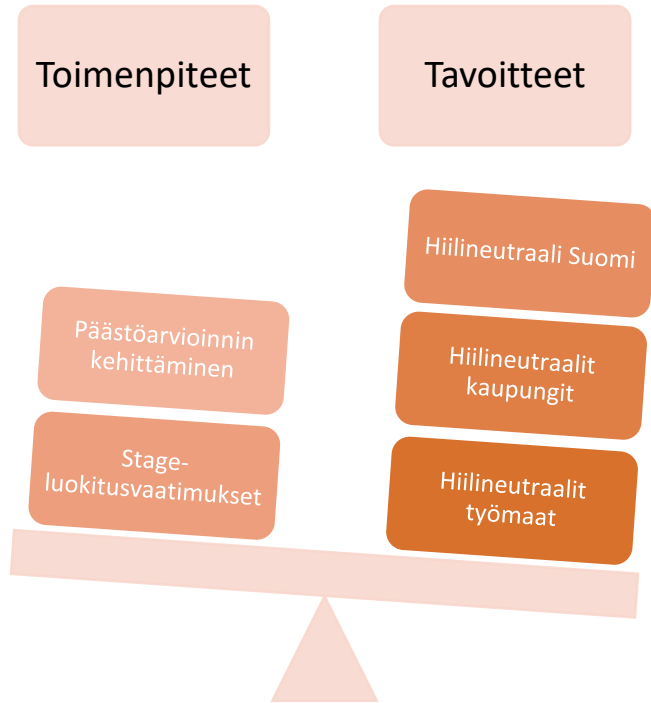 Toimenpiteet
Tavoitteet
Hiilineutraali Suomi
Päästöarvioinnin
kehittäminen
Hiilineutraalit
kaupungit
Stage-
luokitusvaatimukset
Hiilineutraalit
työmaat